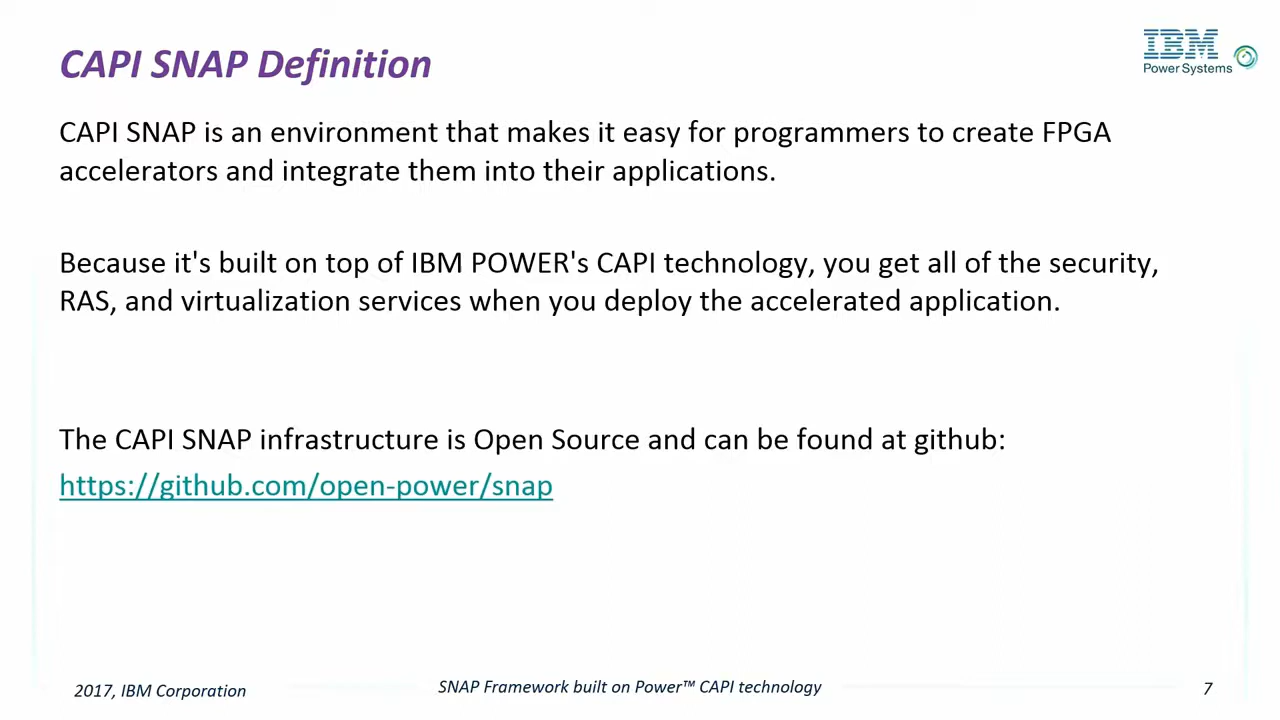 CAPI SNAP Definition
IBM
Power Systems
CAPI SNAP is an environment that makes it easy for programmers to create FPGA
accelerators and integrate them into their applications.
Because it's built on top of IBM POWER's CAPI technology, you get all of the security,
RAS, and virtualization services when you deploy the accelerated application.
The CAPI SNAP infrastructure is Open Source and can be found at github:
https://github.com/open-power/snap
2017, IBM Corporation
SNAP Framework built on Power™ CAPI technology
7